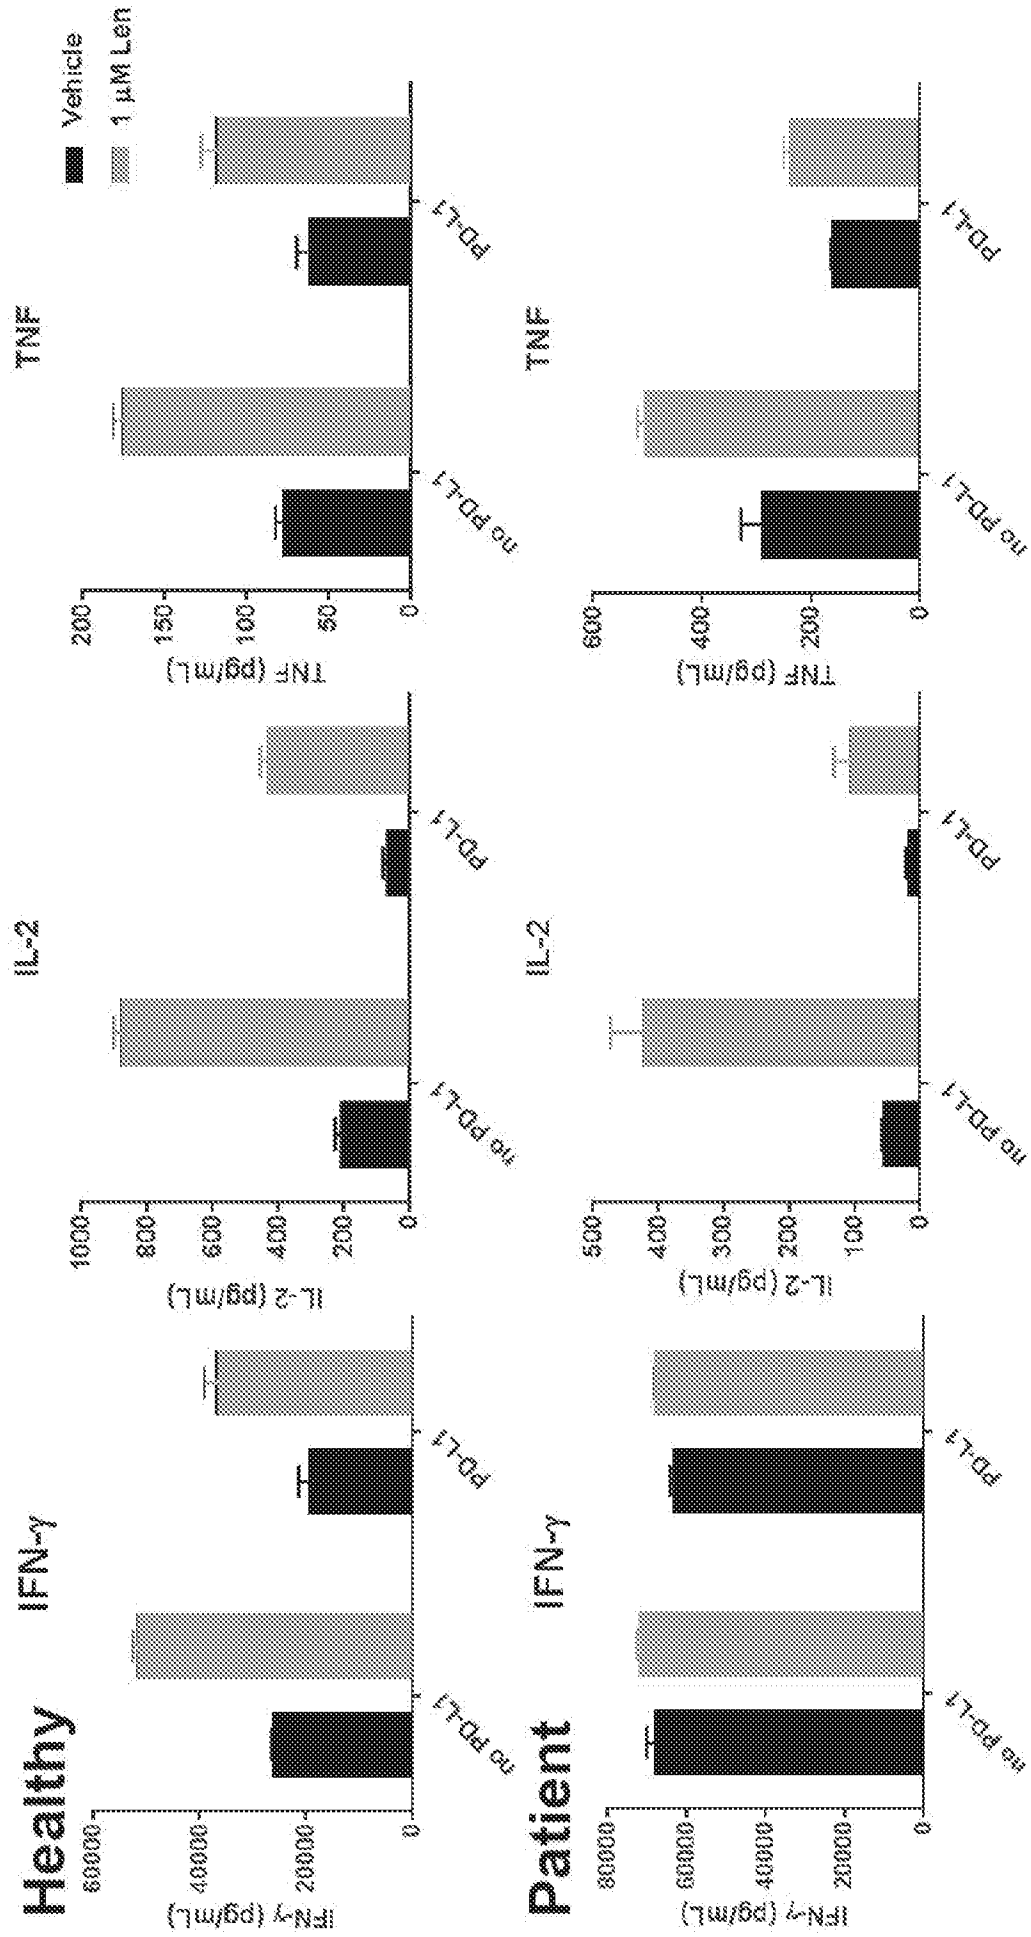 Healthy
IFN-γ
IL-2
TNF
Vehicle
1 μM Len
IFN-γ (pg/mL)
60000
40000
20000
0
no PD-L1
PD-L1
IL-2 (pg/mL)
1000
800
600
400
200
0
no PD-L1
PD-L1
TNF (pg/mL)
200
150
100
50
0
no PD-L1
PD-L1
Patient
IFN-γ
IL-2
TNF
IFN-γ (pg/mL)
80000
60000
40000
20000
0
no PD-L1
PD-L1
IL-2 (pg/mL)
500
400
300
200
100
0
no PD-L1
PD-L1
TNF (pg/mL)
600
400
200
0
no PD-L1
PD-L1